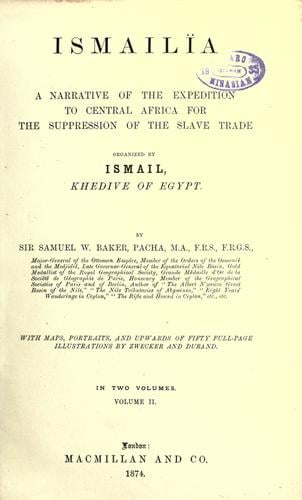 ISMAILÏA
A NARRATIVE OF THE EXPEDITION
TO CENTRAL AFRICA FOR
THE SUPPRESSION OF THE SLAVE TRADE
ORGANIZED BY
ISMAIL,
KHEDIVE OF EGYPT.
BY
SIR SAMUEL W. BAKER, PACHA, M.A., F.R.S., F.R.G.S.,
Major-General of the Ottoman Empire, Member of the Orders of the Osmanié
and the Medjidié, Late Governor-General of the Equatorial Nile Basin, Gold
Medallist of the Royal Geographical Society, Grande Médaille d'Or de la
Société de Géographie de Paris, Honorary Member of the Geographical
Societies of Paris and of Berlin, Author of "The Albert N'yanza Great
Basin of the Nile," "The Nile Tributaries of Abyssinia," "Eight Years'
Wanderings in Ceylon," "The Rifle and Hound in Ceylon," etc., etc.
WITH MAPS, PORTRAITS, AND UPWARDS OF FIFTY FULL-PAGE
ILLUSTRATIONS BY ZWECKER AND DURAND.
IN TWO VOLUMES.
VOLUME II.
London:
MACMILLAN AND CO.
1874.
MINASIAN